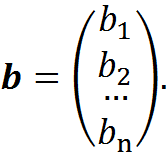 b = (b₁
b₂
...
bₙ).